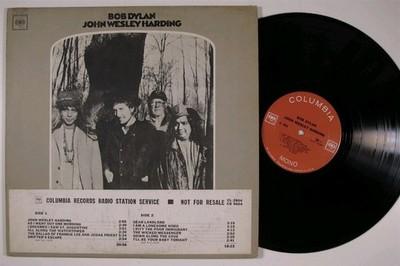 BOB DYLAN
JOHN WESLEY HARDING
COLUMBIA RECORDS RADIO STATION SERVICE NOT FOR RESALE
SIDE 1
JOHN WESLEY HARDING
AS I WENT OUT ONE MORNING
I DREAMED I SAW ST. AUGUSTINE
ALL ALONG THE WATCHTOWER
THE BALLAD OF FRANKIE LEE AND JUDAS PRIEST
DRIFTER'S ESCAPE
SIDE 2
DEAR LANDLORD
I AM A LONESOME HOBO
I PITY THE POOR IMMIGRANT
THE WICKED MESSENGER
DOWN ALONG THE COVE
I'LL BE YOUR BABY TONIGHT
COLUMBIA
BOB DYLAN
JOHN WESLEY HARDING
MONO